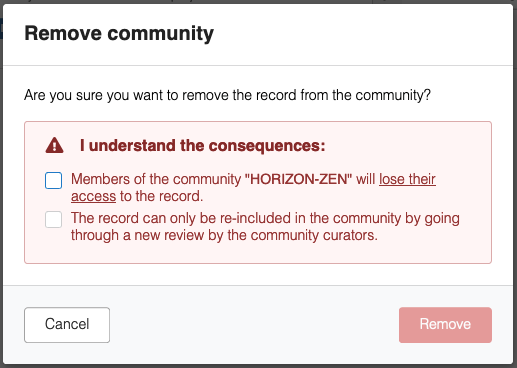 Remove community
Are you sure you want to remove the record from the community?
I understand the consequences:
Members of the community "HORIZON-ZEN" will lose their
access to the record.
The record can only be re-included in the community by going
through a new review by the community curators.
Cancel
Remove